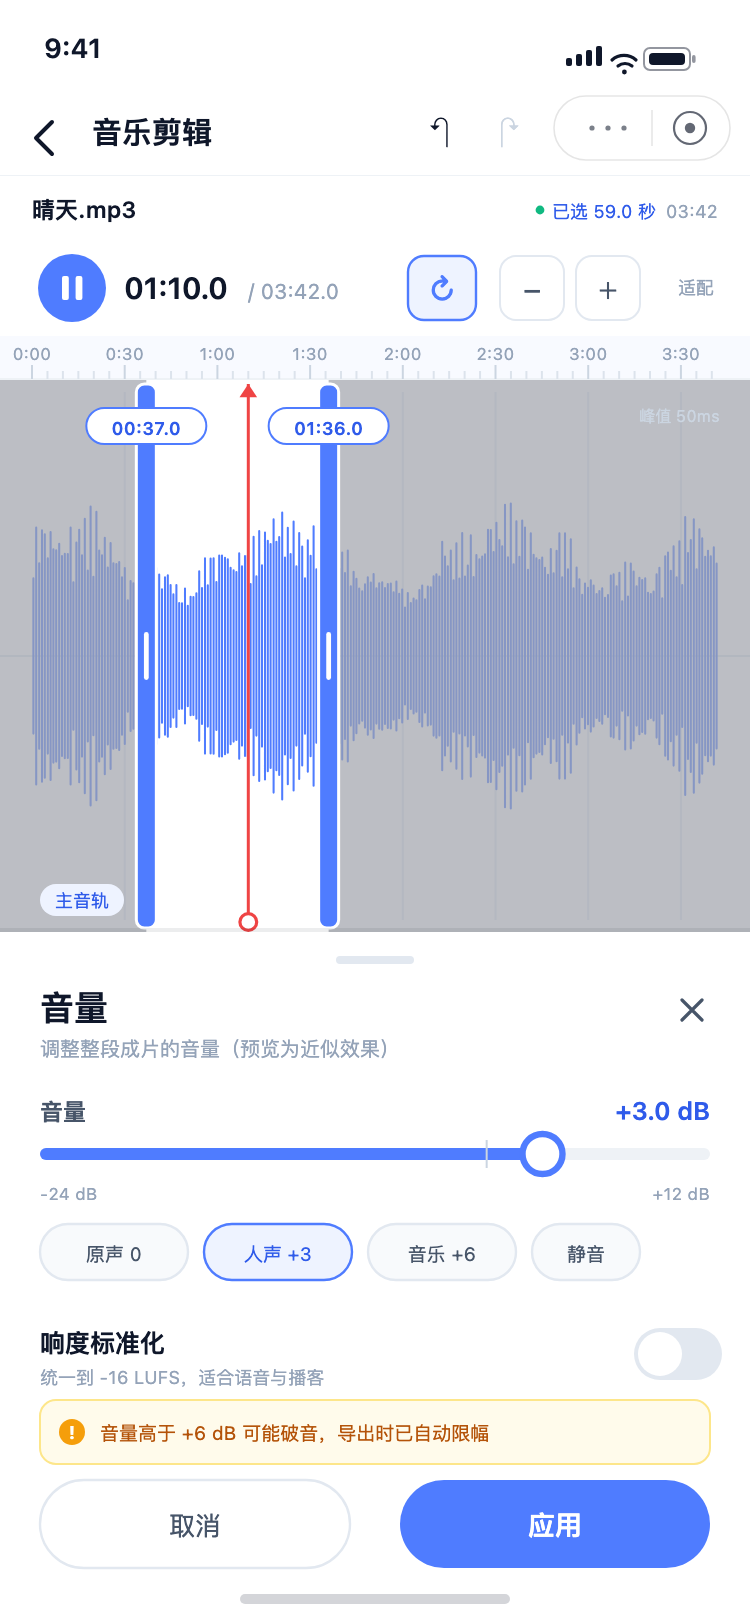 9:41
音乐剪辑
晴天.mp3
已选 59.0 秒 03:42
01:10.0 / 03:42.0
适配
0:00 0:30 1:00 1:30 2:00 2:30 3:00 3:30
00:37.0 01:36.0
峰值 50ms
主音轨
音量
调整整段成片的音量（预览为近似效果）
音量 +3.0 dB
-24 dB +12 dB
原声 0 人声 +3 音乐 +6 静音
响度标准化
统一到 -16 LUFS，适合语音与播客
音量高于 +6 dB 可能破音，导出时已自动限幅
取消 应用